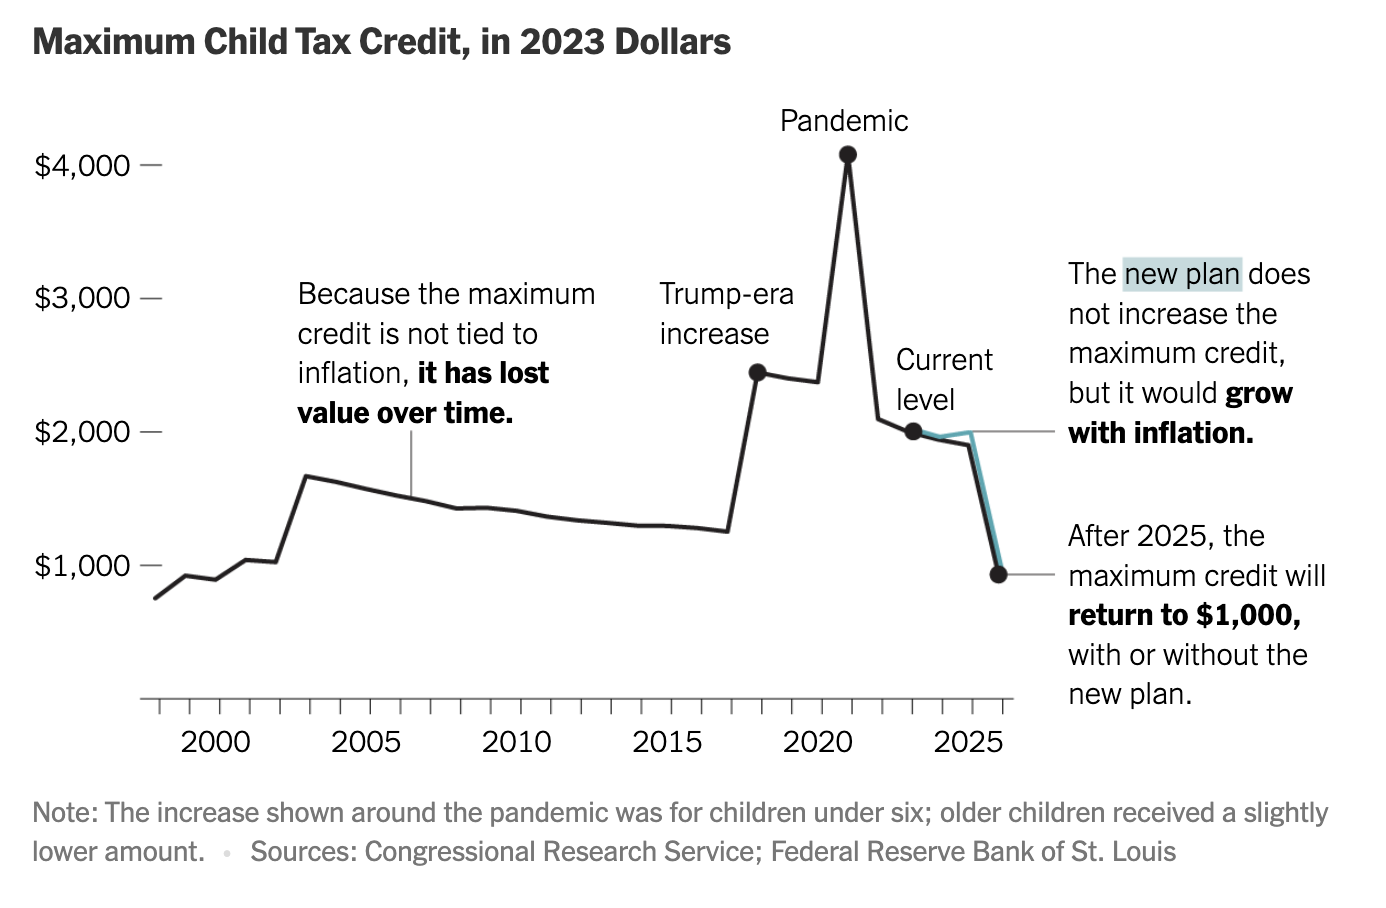 Maximum Child Tax Credit, in 2023 Dollars
Pandemic
$4,000
$3,000
$2,000
$1,000
Because the maximum
credit is not tied to
inflation, it has lost
value over time.
Trump-era
increase
Current
level
The new plan does
not increase the
maximum credit,
but it would grow
with inflation.
After 2025, the
maximum credit will
return to $1,000,
with or without the
new plan.
2000 2005 2010 2015 2020 2025
Note: The increase shown around the pandemic was for children under six; older children received a slightly
lower amount. • Sources: Congressional Research Service; Federal Reserve Bank of St. Louis